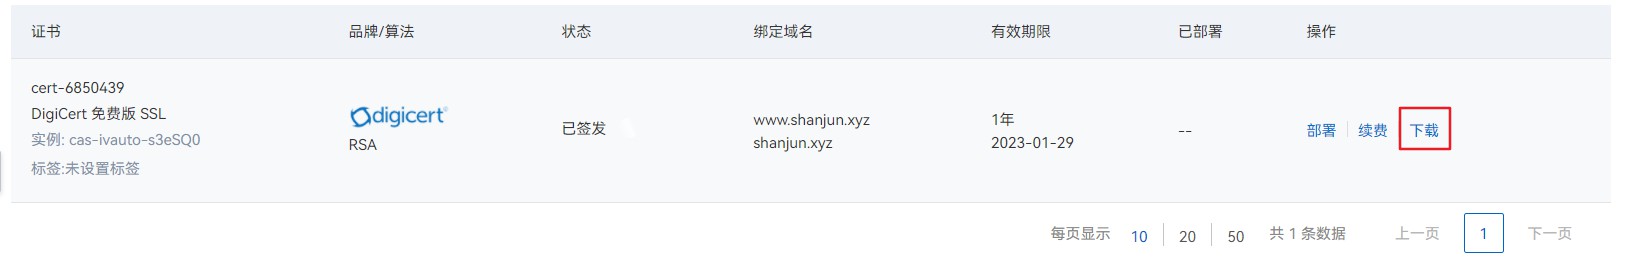 证书 品牌/算法 状态 绑定域名 有效期限 已部署 操作
cert-6850439
DigiCert 免费版 SSL
实例: cas-ivauto-s3eSQ0
标签:未设置标签
digicert
RSA
已签发
www.shanjun.xyz
shanjun.xyz
1年
2023-01-29
--
部署 续费 下载
每页显示 10 20 50 共 1 条数据 上一页 1 下一页